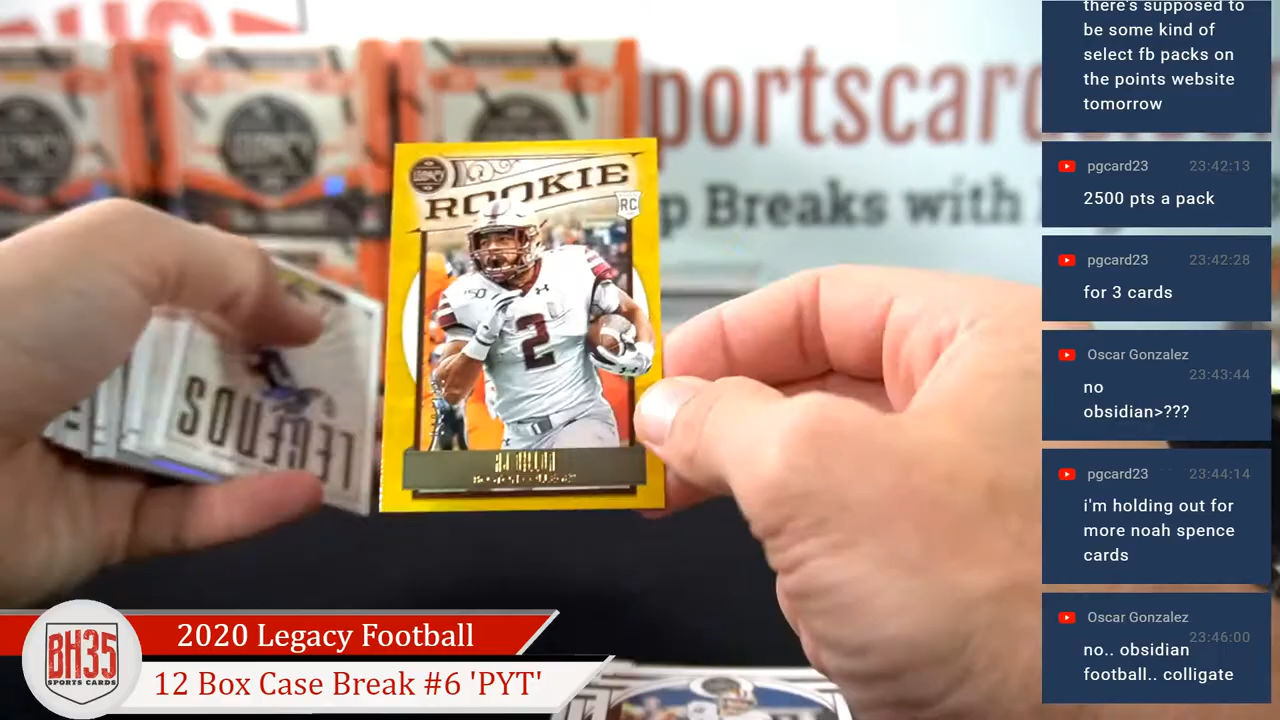 portscard
p Breaks with
ROOKIE
RC
2
50
LEGENDS
BH35
SPORTS CARDS
2020 Legacy Football
12 Box Case Break #6 'PYT'
there's supposed to
be some kind of
select fb packs on
the points website
tomorrow
pgcard23 23:42:13
2500 pts a pack
pgcard23 23:42:28
for 3 cards
Oscar Gonzalez
23:43:44
no
obsidian>???
pgcard23 23:44:14
i'm holding out for
more noah spence
cards
Oscar Gonzalez
23:46:00
no.. obsidian
football.. colligate